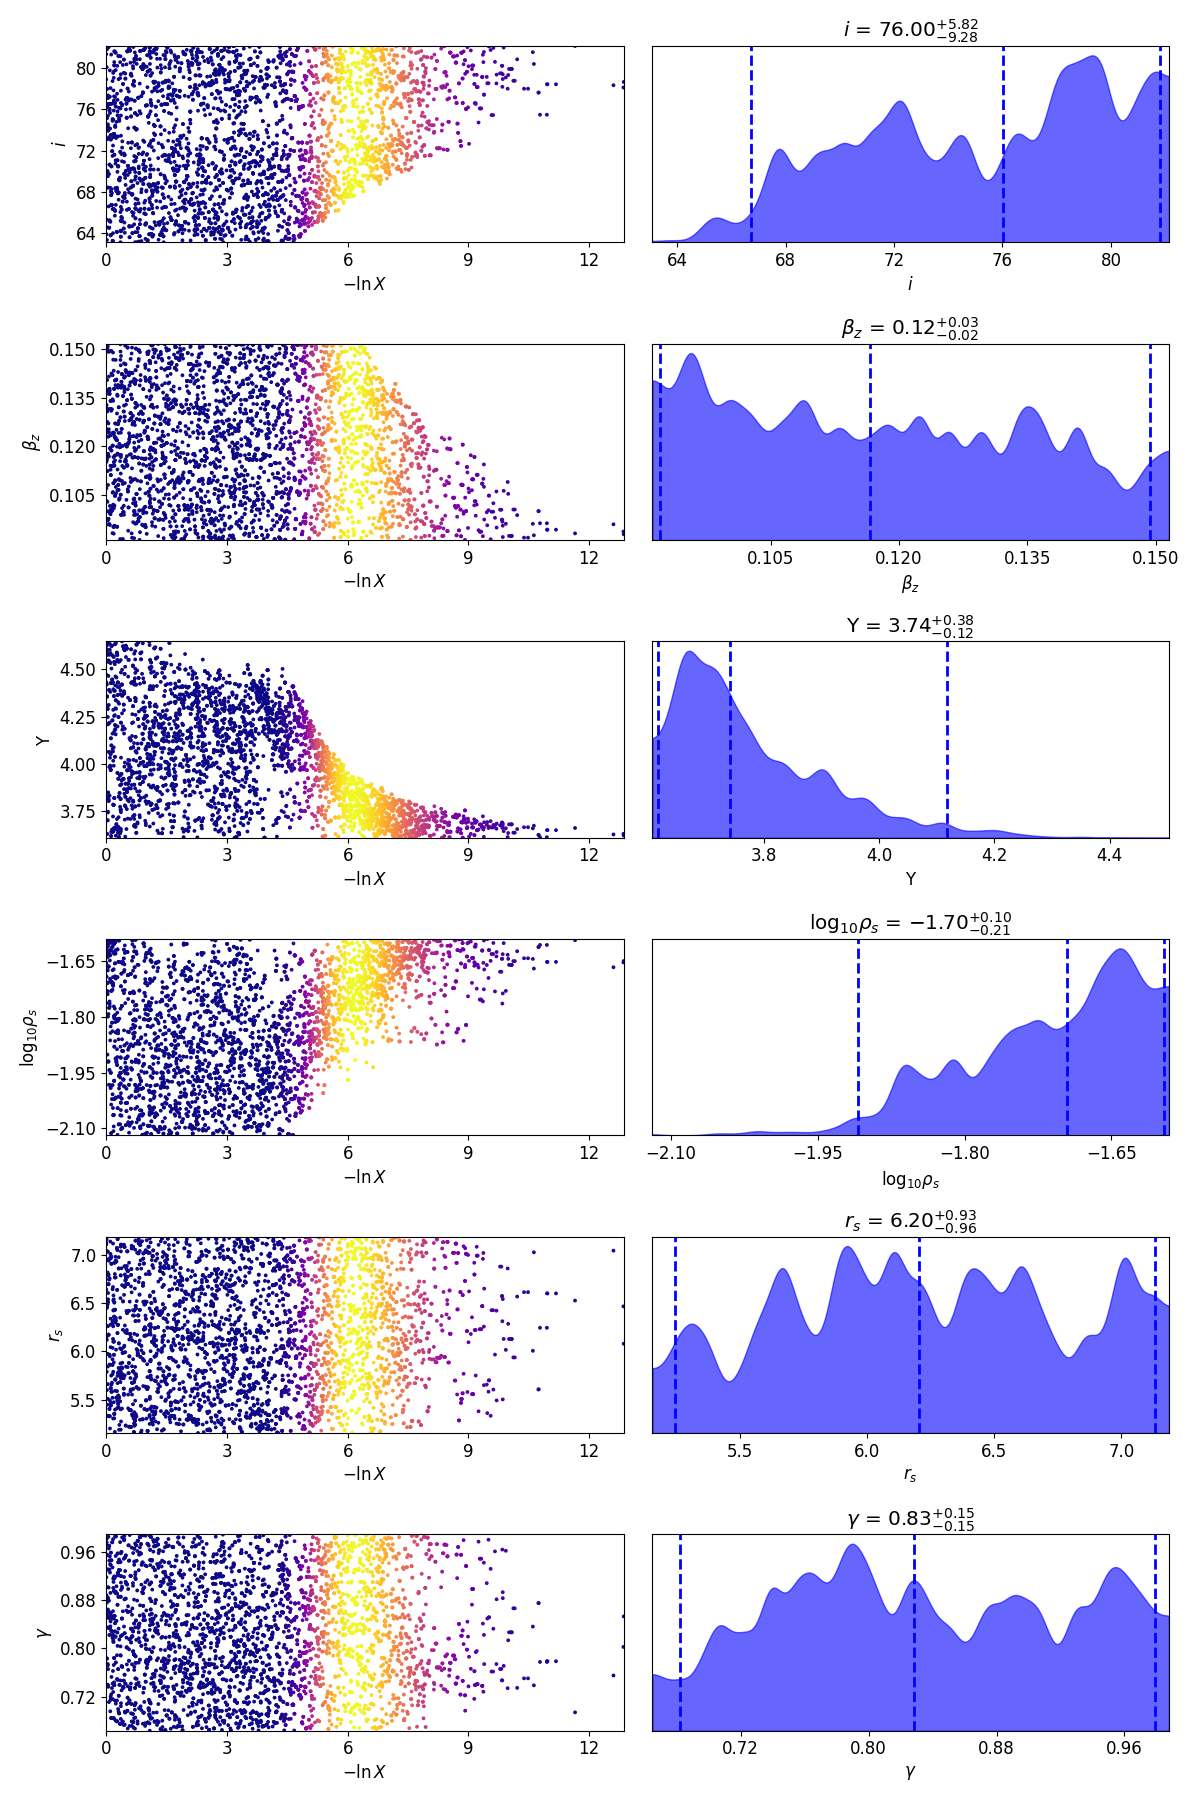 i = 76.00+5.82−9.28
80
76
72
68
64
i
0 3 6 9 12
−ln X
64 68 72 76 80
i
βz = 0.12+0.03−0.02
0.150
0.135
0.120
0.105
βz
0 3 6 9 12
−ln X
0.105 0.120 0.135 0.150
βz
Y = 3.74+0.38−0.12
4.50
4.25
4.00
3.75
Y
0 3 6 9 12
−ln X
3.8 4.0 4.2 4.4
Y
log10ρs = −1.70+0.10−0.21
−1.65
−1.80
−1.95
−2.10
log10ρs
0 3 6 9 12
−ln X
−2.10 −1.95 −1.80 −1.65
log10ρs
rs = 6.20+0.93−0.96
7.0
6.5
6.0
5.5
rs
0 3 6 9 12
−ln X
5.5 6.0 6.5 7.0
rs
γ = 0.83+0.15−0.15
0.96
0.88
0.80
0.72
γ
0 3 6 9 12
−ln X
0.72 0.80 0.88 0.96
γ